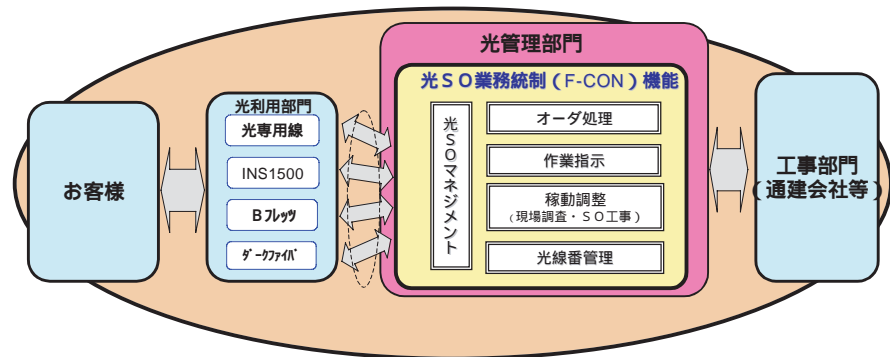 お客様
光利用部門
光専用線
INS1500
Bフレッツ
ダークファイバ
光管理部門
光SO業務統制(F-CON)機能
光SOマネジメント
オーダ処理
作業指示
稼動調整
(現場調査・SO工事)
光線番管理
工事部門
(通建会社等)